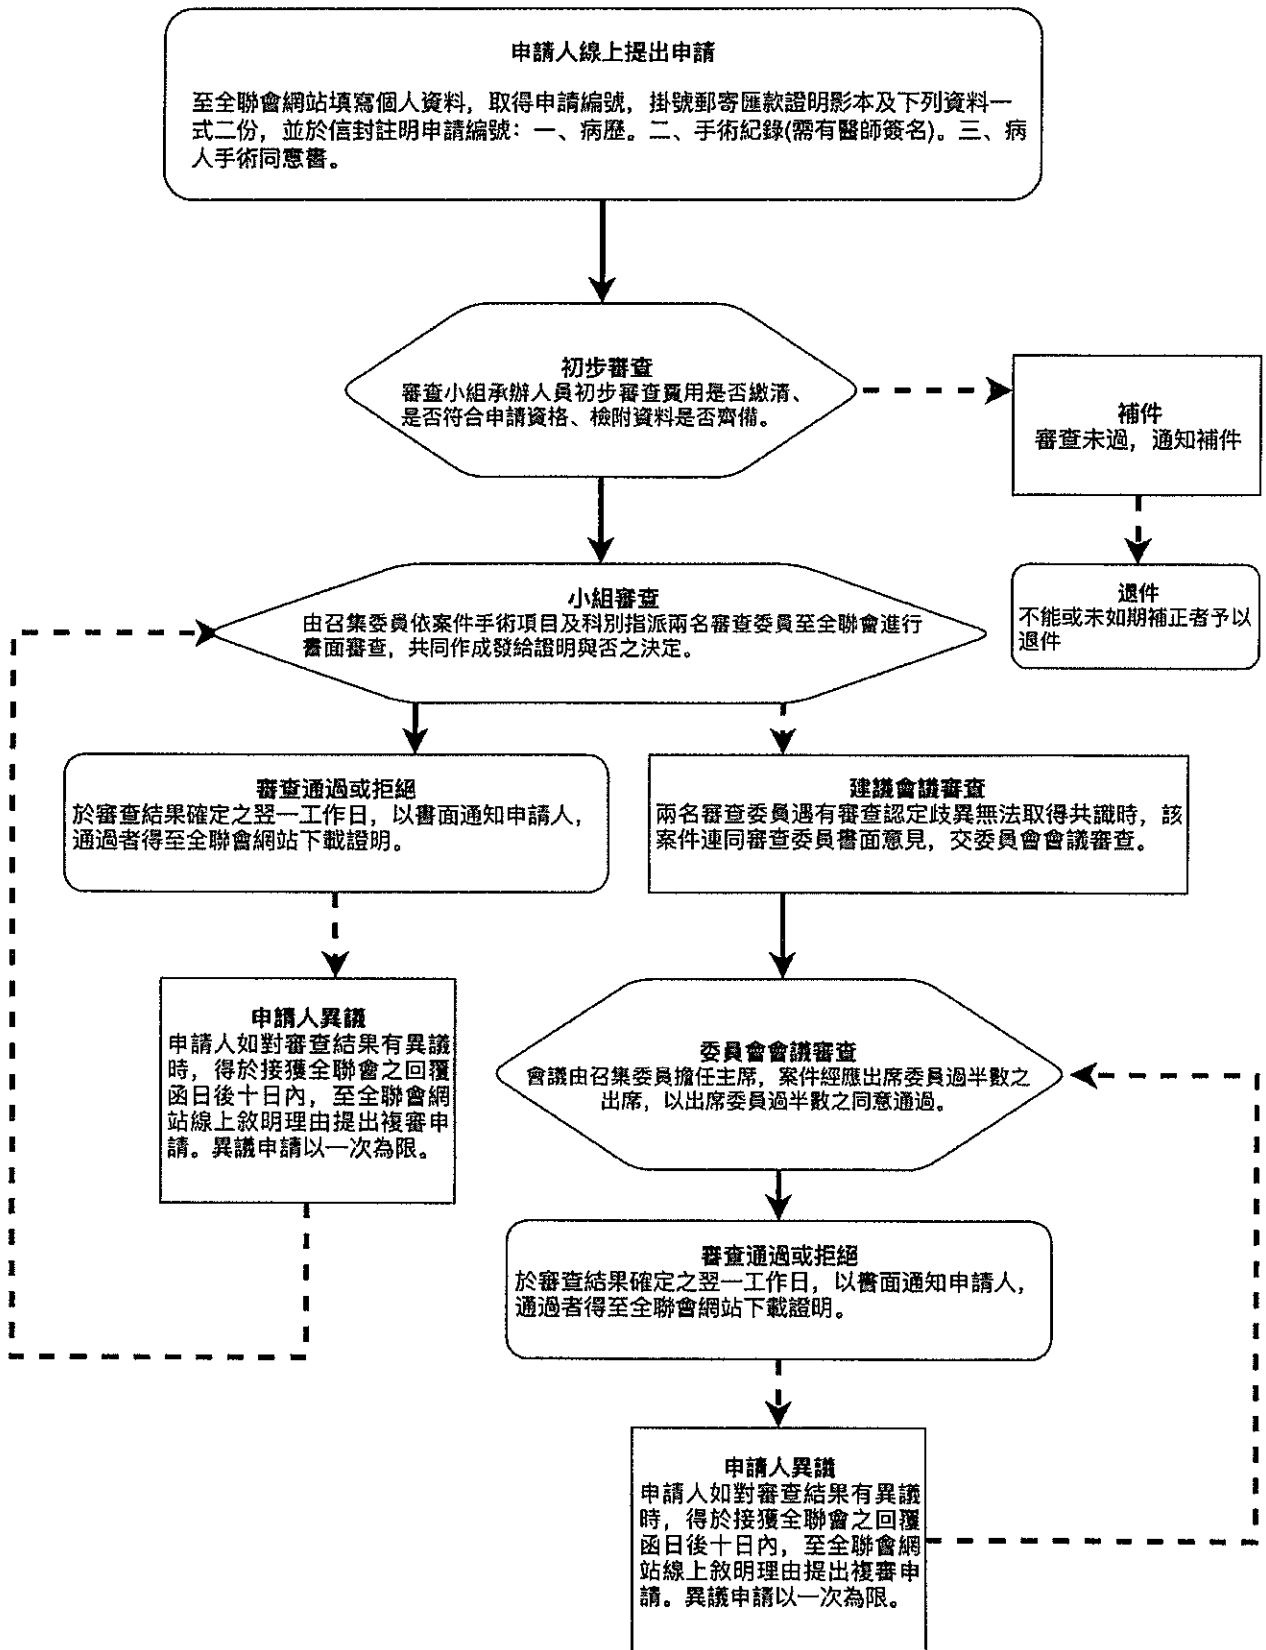 申請人線上提出申請
至全聯會網站填寫個人資料，取得申請編號，掛號郵寄匯款證明影本及下列資料一
式二份，並於信封註明申請編號：一、病歷。二、手術紀錄(需有醫師簽名)。三、病
人手術同意書。
初步審查
審查小組承辦人員初步審查費用是否繳清、
是否符合申請資格、檢附資料是否齊備。
補件
審查未過，通知補件
退件
不能或未如期補正者予以
退件
小組審查
由召集委員依案件手術項目及科別指派兩名審查委員至全聯會進行
書面審查，共同作成發給證明與否之決定。
審查通過或拒絕
於審查結果確定之翌一工作日，以書面通知申請人，
通過者得至全聯會網站下載證明。
建議會議審查
兩名審查委員遇有審查認定歧異無法取得共識時，該
案件連同審查委員書面意見，交委員會會議審查。
申請人異議
申請人如對審查結果有異議
時，得於接獲全聯會之回覆
函日後十日內，至全聯會網
站線上敘明理由提出複審申
請。異議申請以一次為限。
委員會會議審查
會議由召集委員擔任主席，案件經應出席委員過半數之
出席，以出席委員過半數之同意通過。
審查通過或拒絕
於審查結果確定之翌一工作日，以書面通知申請人，
通過者得至全聯會網站下載證明。
申請人異議
申請人如對審查結果有異議
時，得於接獲全聯會之回覆
函日後十日內，至全聯會網
站線上敘明理由提出複審申
請。異議申請以一次為限。